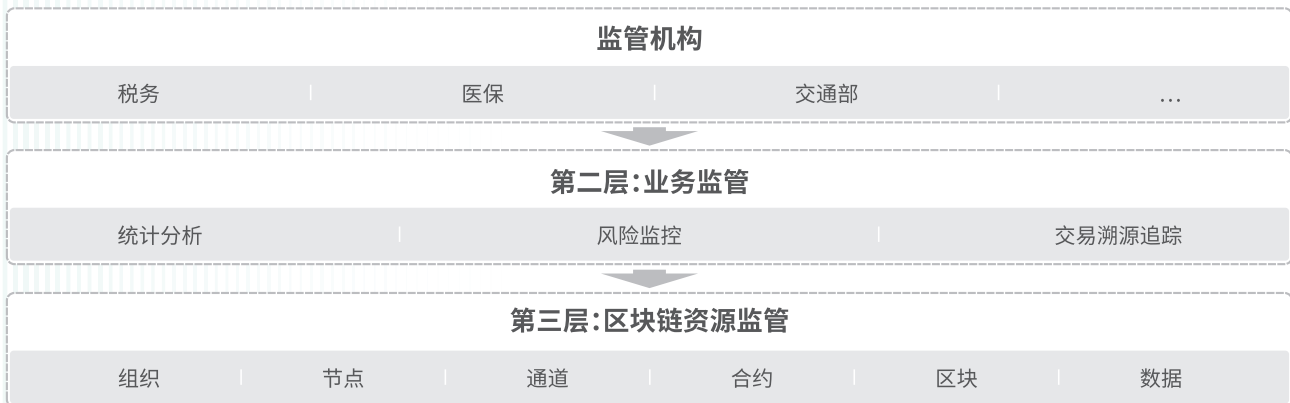 监管机构
税务 医保 交通部 ...
第二层:业务监管
统计分析 风险监控 交易溯源追踪
第三层:区块链资源监管
组织 节点 通道 合约 区块 数据